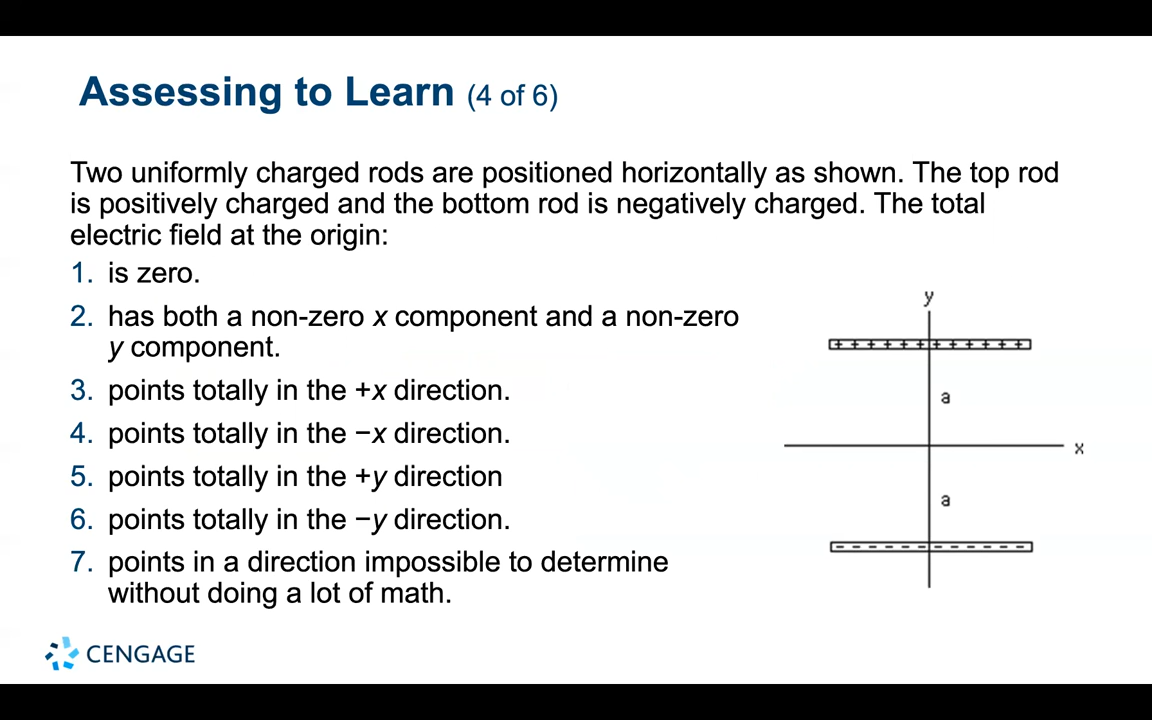 Assessing to Learn (4 of 6)
Two uniformly charged rods are positioned horizontally as shown. The top rod
is positively charged and the bottom rod is negatively charged. The total
electric field at the origin:
1. is zero.
2. has both a non-zero x component and a non-zero
y component.
3. points totally in the +x direction.
4. points totally in the −x direction.
5. points totally in the +y direction
6. points totally in the −y direction.
7. points in a direction impossible to determine
without doing a lot of math.
y
+ + + + + + + + + + + +
a
x
a
- - - - - - - - - - - -
CENGAGE